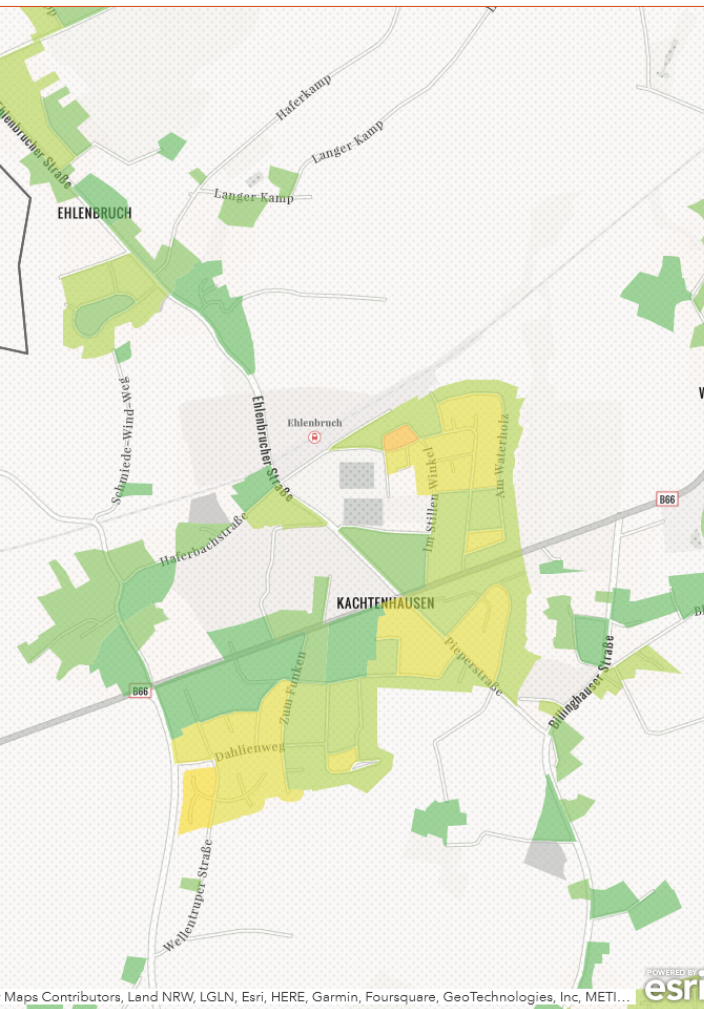 Haferkamp
Langer Kamp
Ehlenbrucher Straße
Langer Kamp
EHLENBRUCH
Schmiede-Wind-Weg
Ehlenbrucher Straße
Ehlenbruch
Am Waterholz
Im Stillen Winkel
B66
Haferbachstraße
KACHTENHAUSEN
Pieperstraße
Billinghauser Straße
B66
Zum Funken
Dahlienweg
Wellentruper Straße
POWERED BY
esri
Maps Contributors, Land NRW, LGLN, Esri, HERE, Garmin, Foursquare, GeoTechnologies, Inc, METI...